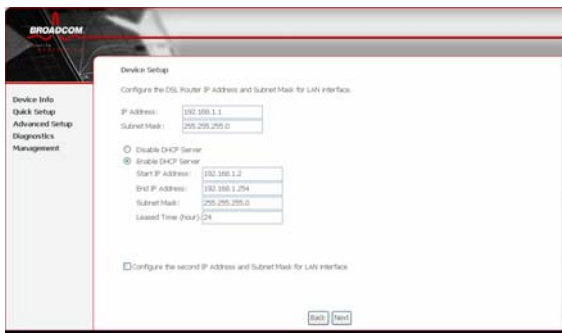 BROADCOM
Device Info
Quick Setup
Advanced Setup
Diagnostics
Management
Device Setup
Configure the DSL Router IP Address and Subnet Mask for LAN interface.
IP Address: 192.168.1.1
Subnet Mask: 255.255.255.0
Disable DHCP Server
Enable DHCP Server
Start IP Address: 192.168.1.2
End IP Address: 192.168.1.254
Subnet Mask: 255.255.255.0
Leased Time (hour): 24
Configure the second IP Address and Subnet Mask for LAN interface
Back Next